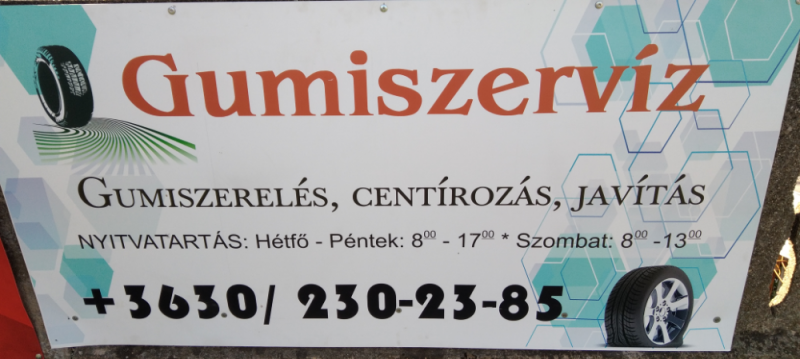 Gumiszervíz
GUMISZERELÉS, CENTÍROZÁS, JAVÍTÁS
NYITVATARTÁS: Hétfő - Péntek: 8⁰⁰ - 17⁰⁰ * Szombat: 8⁰⁰ -13⁰⁰
+3630/ 230-23-85